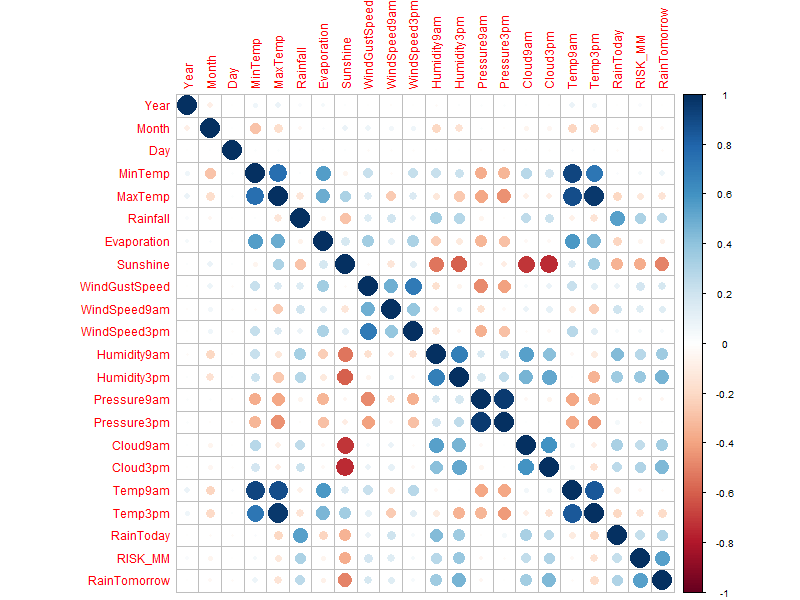 Year
Month
Day
MinTemp
MaxTemp
Rainfall
Evaporation
Sunshine
WindGustSpeed
WindSpeed9am
WindSpeed3pm
Humidity9am
Humidity3pm
Pressure9am
Pressure3pm
Cloud9am
Cloud3pm
Temp9am
Temp3pm
RainToday
RISK_MM
RainTomorrow
Year
Month
Day
MinTemp
MaxTemp
Rainfall
Evaporation
Sunshine
WindGustSpeed
WindSpeed9am
WindSpeed3pm
Humidity9am
Humidity3pm
Pressure9am
Pressure3pm
Cloud9am
Cloud3pm
Temp9am
Temp3pm
RainToday
RISK_MM
RainTomorrow
1
0.8
0.6
0.4
0.2
0
-0.2
-0.4
-0.6
-0.8
-1